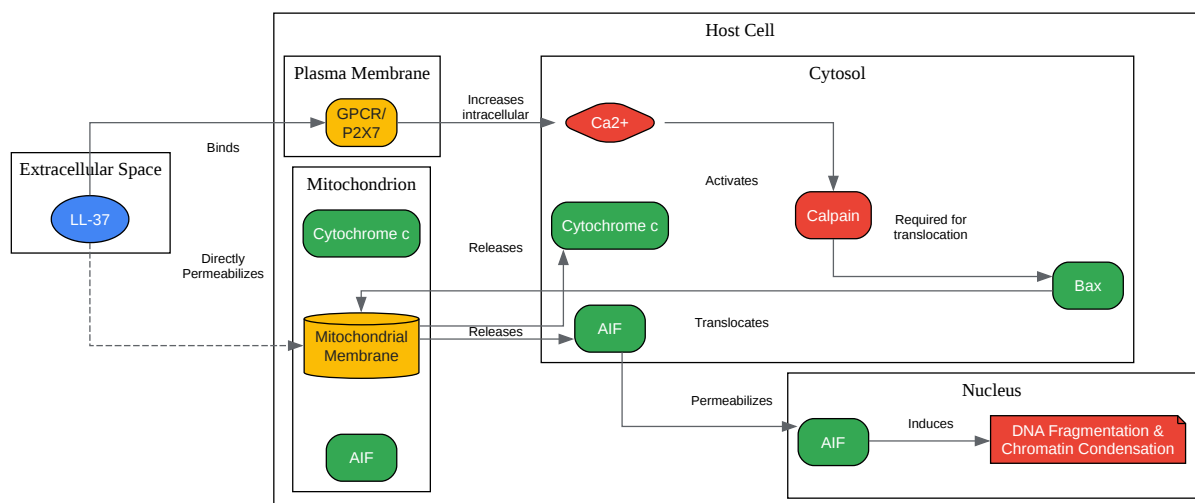 Host Cell
Plasma Membrane
GPCR/
P2X7
Increases
intracellular
Cytosol
Ca2+
Binds
Extracellular Space
LL-37
Mitochondrion
Cytochrome c
Cytochrome c
Activates
Calpain
Required for
translocation
Directly
Permeabilizes
Releases
Bax
Mitochondrial
Membrane
Releases
AIF
Translocates
Nucleus
Permeabilizes
AIF
AIF
Induces
DNA Fragmentation &
Chromatin Condensation